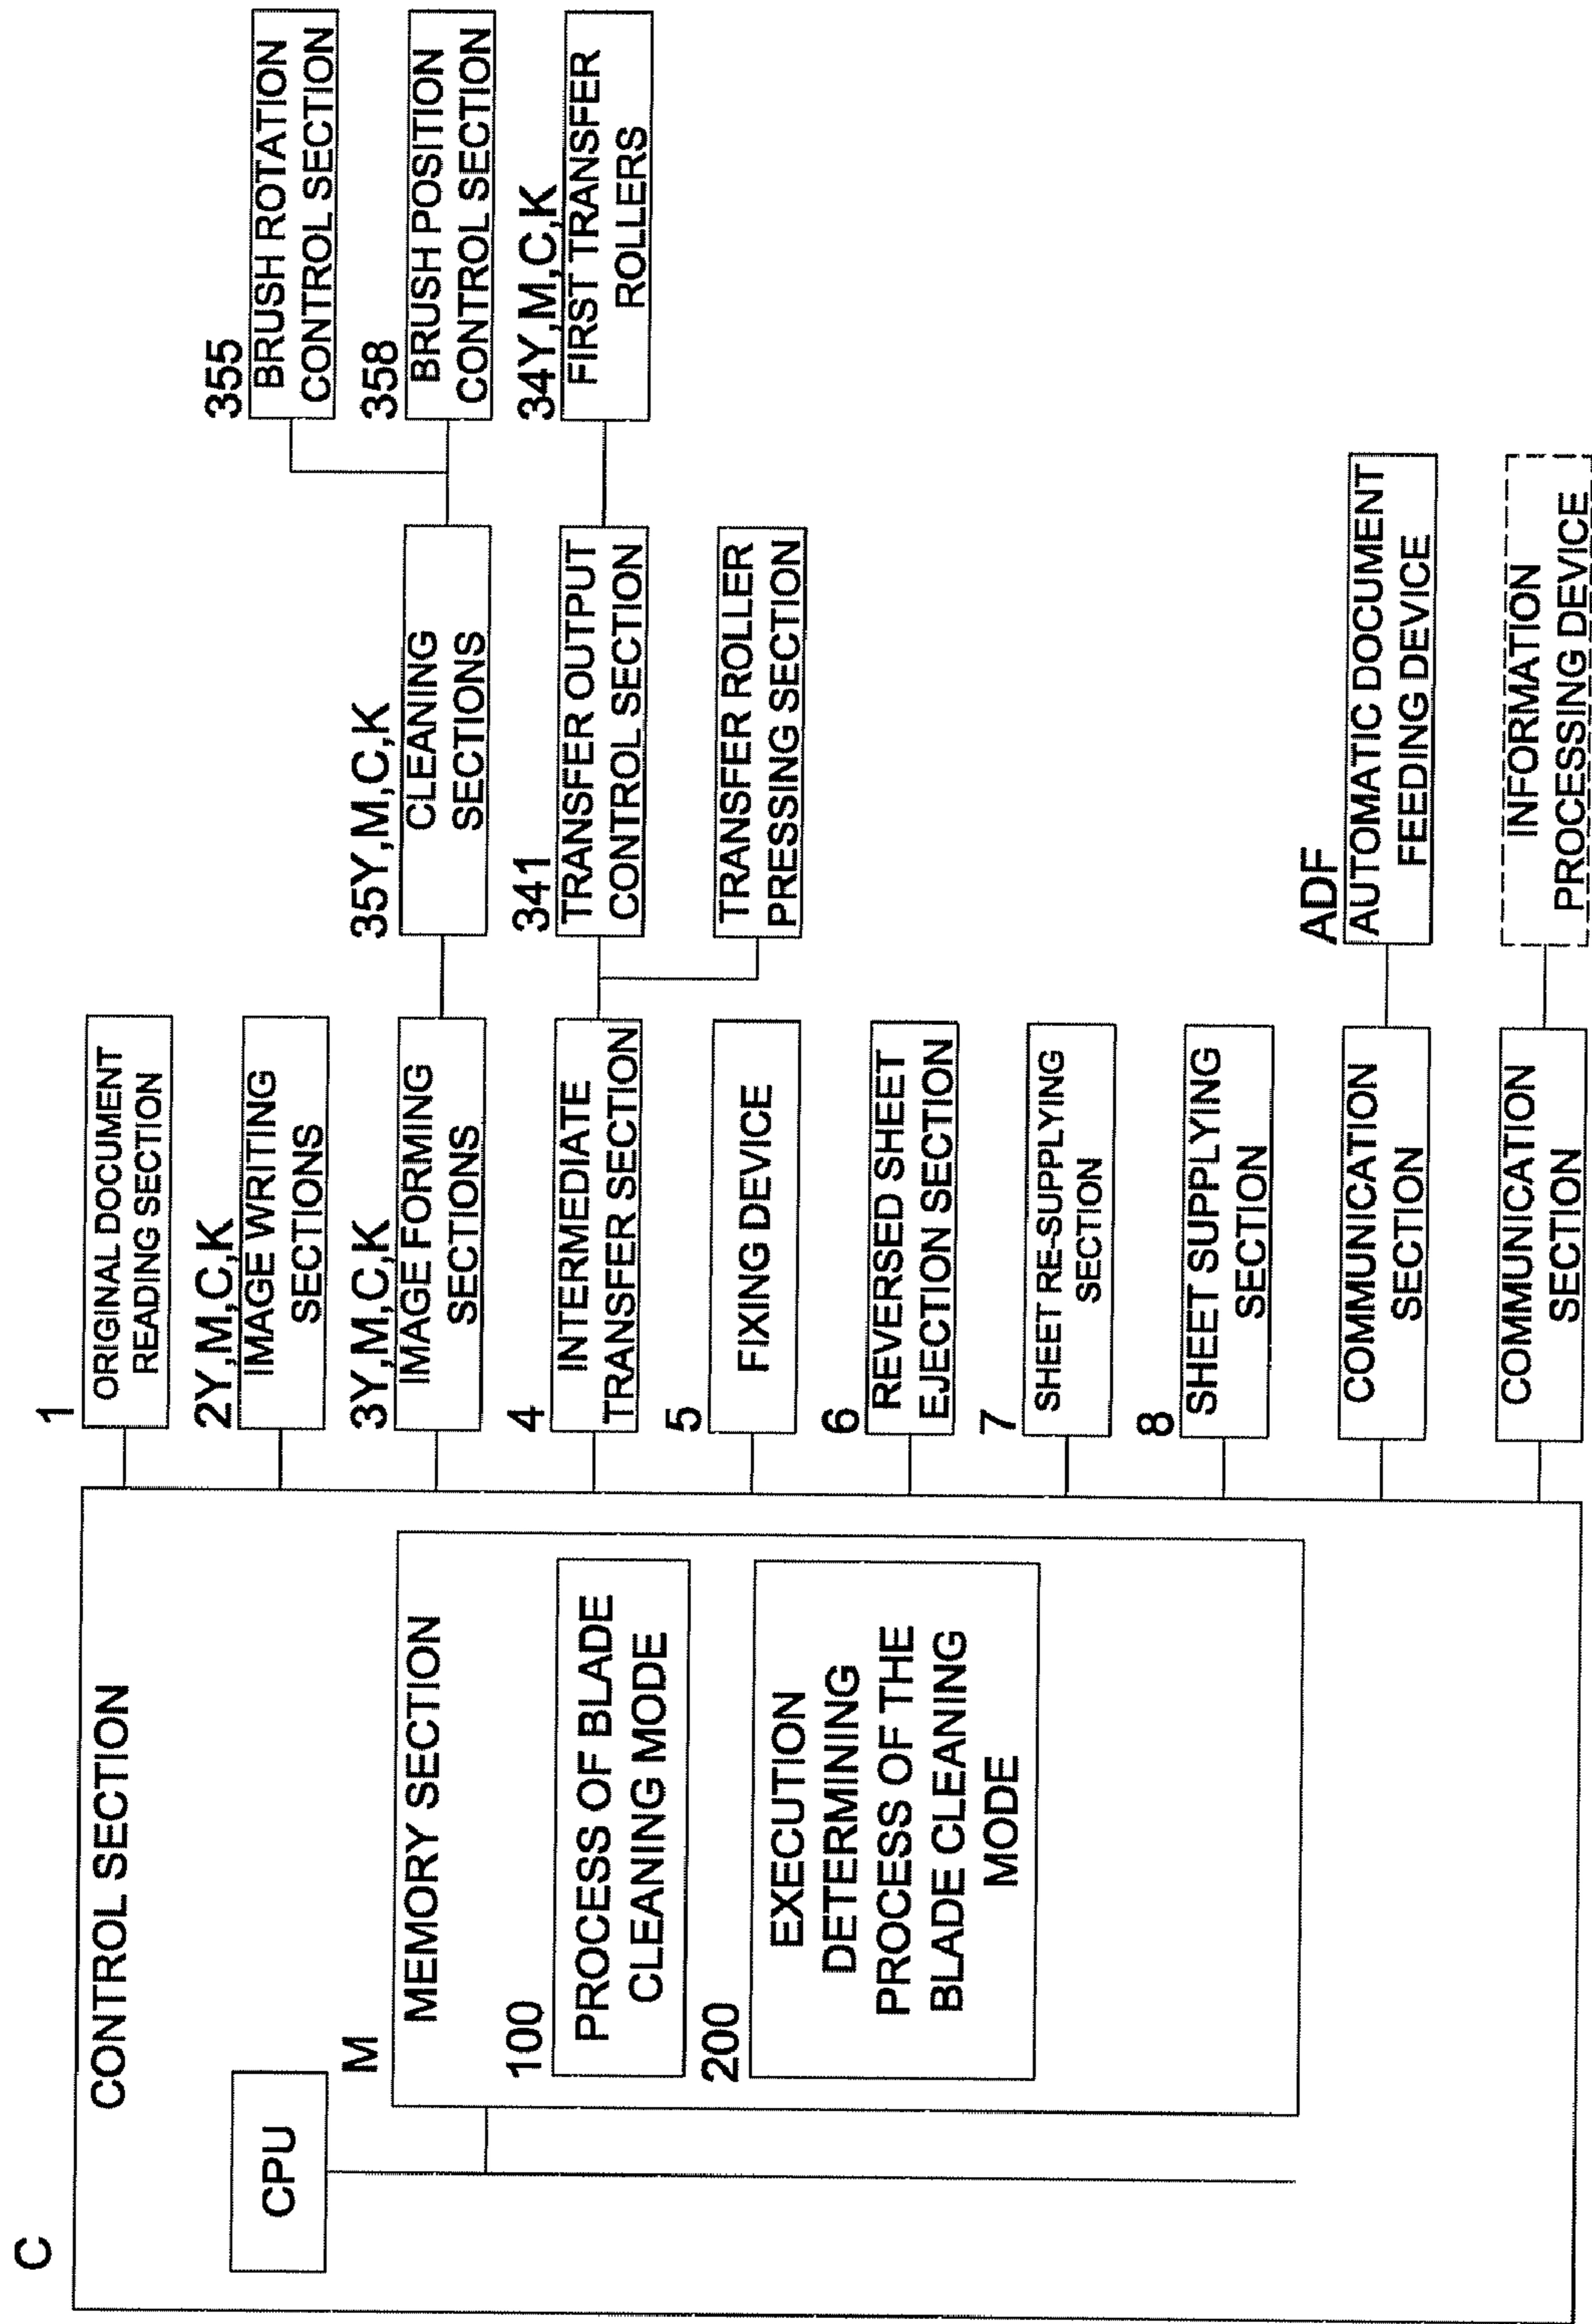 C
CONTROL SECTION
CPU
M
MEMORY SECTION
100
PROCESS OF BLADE
CLEANING MODE
200
EXECUTION
DETERMINING
PROCESS OF THE
BLADE CLEANING
MODE
1
ORIGINAL DOCUMENT
READING SECTION
2Y,M,C,K
IMAGE WRITING
SECTIONS
3Y,M,C,K
IMAGE FORMING
SECTIONS
4
INTERMEDIATE
TRANSFER SECTION
5
FIXING DEVICE
6
REVERSED SHEET
EJECTION SECTION
7
SHEET RE-SUPPLYING
SECTION
8
SHEET SUPPLYING
SECTION
COMMUNICATION
SECTION
COMMUNICATION
SECTION
35Y,M,C,K
CLEANING
SECTIONS
341
TRANSFER OUTPUT
CONTROL SECTION
TRANSFER ROLLER
PRESSING SECTION
ADF
AUTOMATIC DOCUMENT
FEEDING DEVICE
INFORMATION
PROCESSING DEVICE
355
BRUSH ROTATION
CONTROL SECTION
358
BRUSH POSITION
CONTROL SECTION
34Y,M,C,K
FIRST TRANSFER
ROLLERS